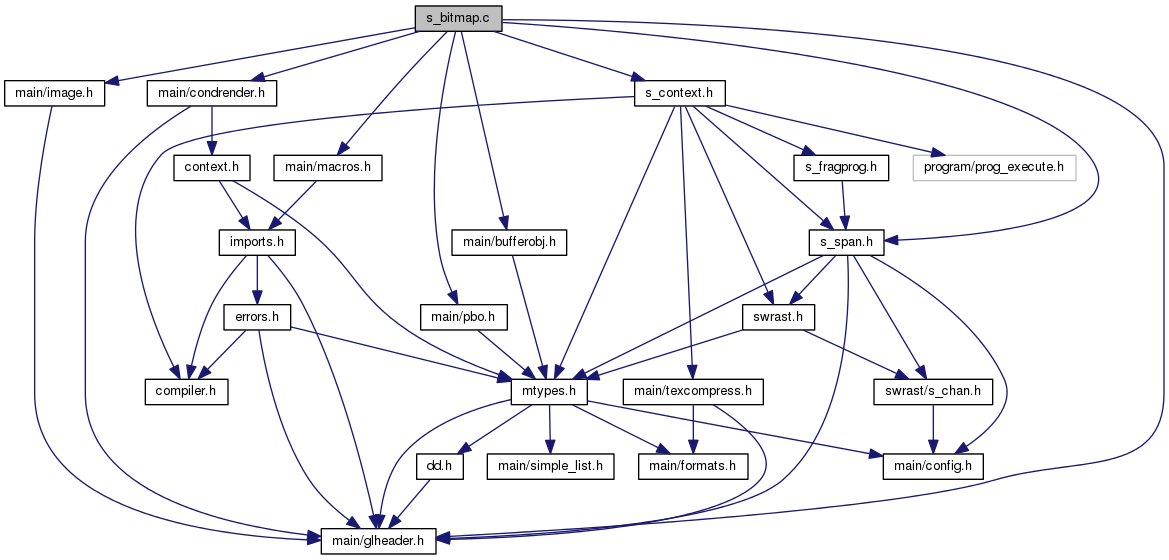 s_bitmap.c
main/image.h
main/condrender.h
s_context.h
context.h
main/macros.h
s_fragprog.h
program/prog_execute.h
imports.h
main/bufferobj.h
s_span.h
errors.h
main/pbo.h
swrast.h
compiler.h
mtypes.h
main/texcompress.h
swrast/s_chan.h
dd.h
main/simple_list.h
main/formats.h
main/config.h
main/glheader.h